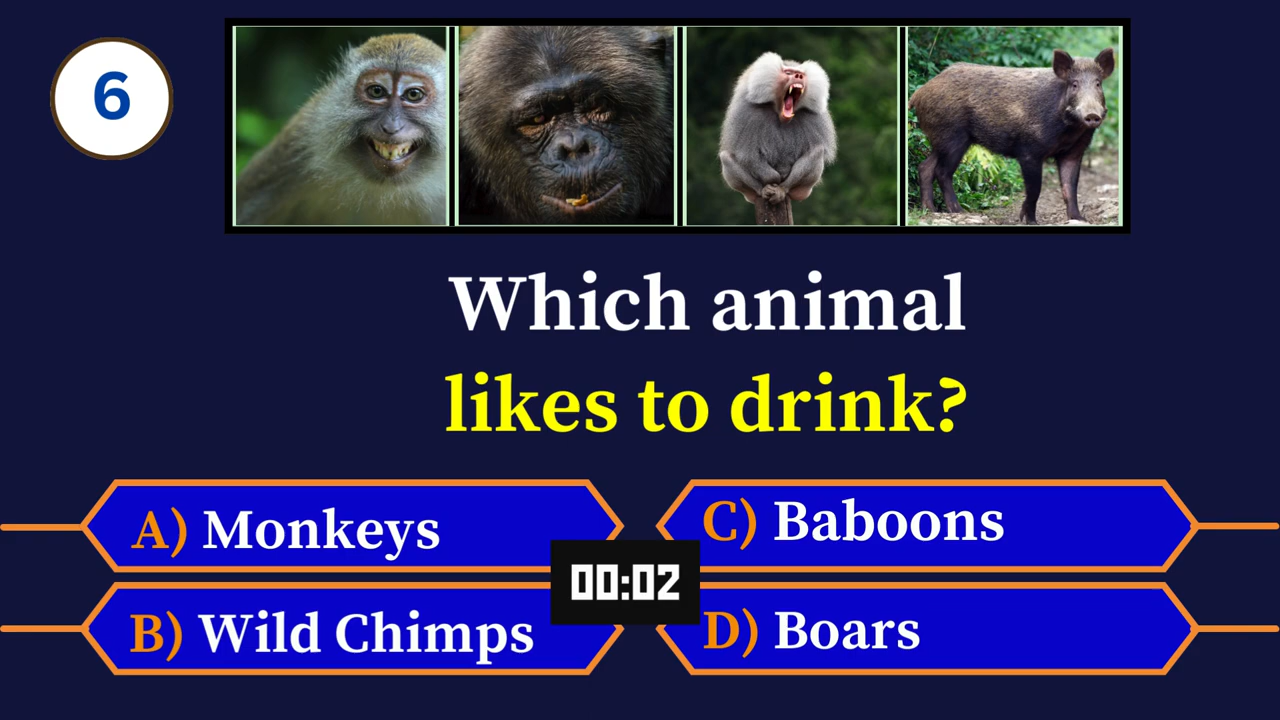 6
Which animal
likes to drink?
A) Monkeys
C) Baboons
00:02
B) Wild Chimps
D) Boars